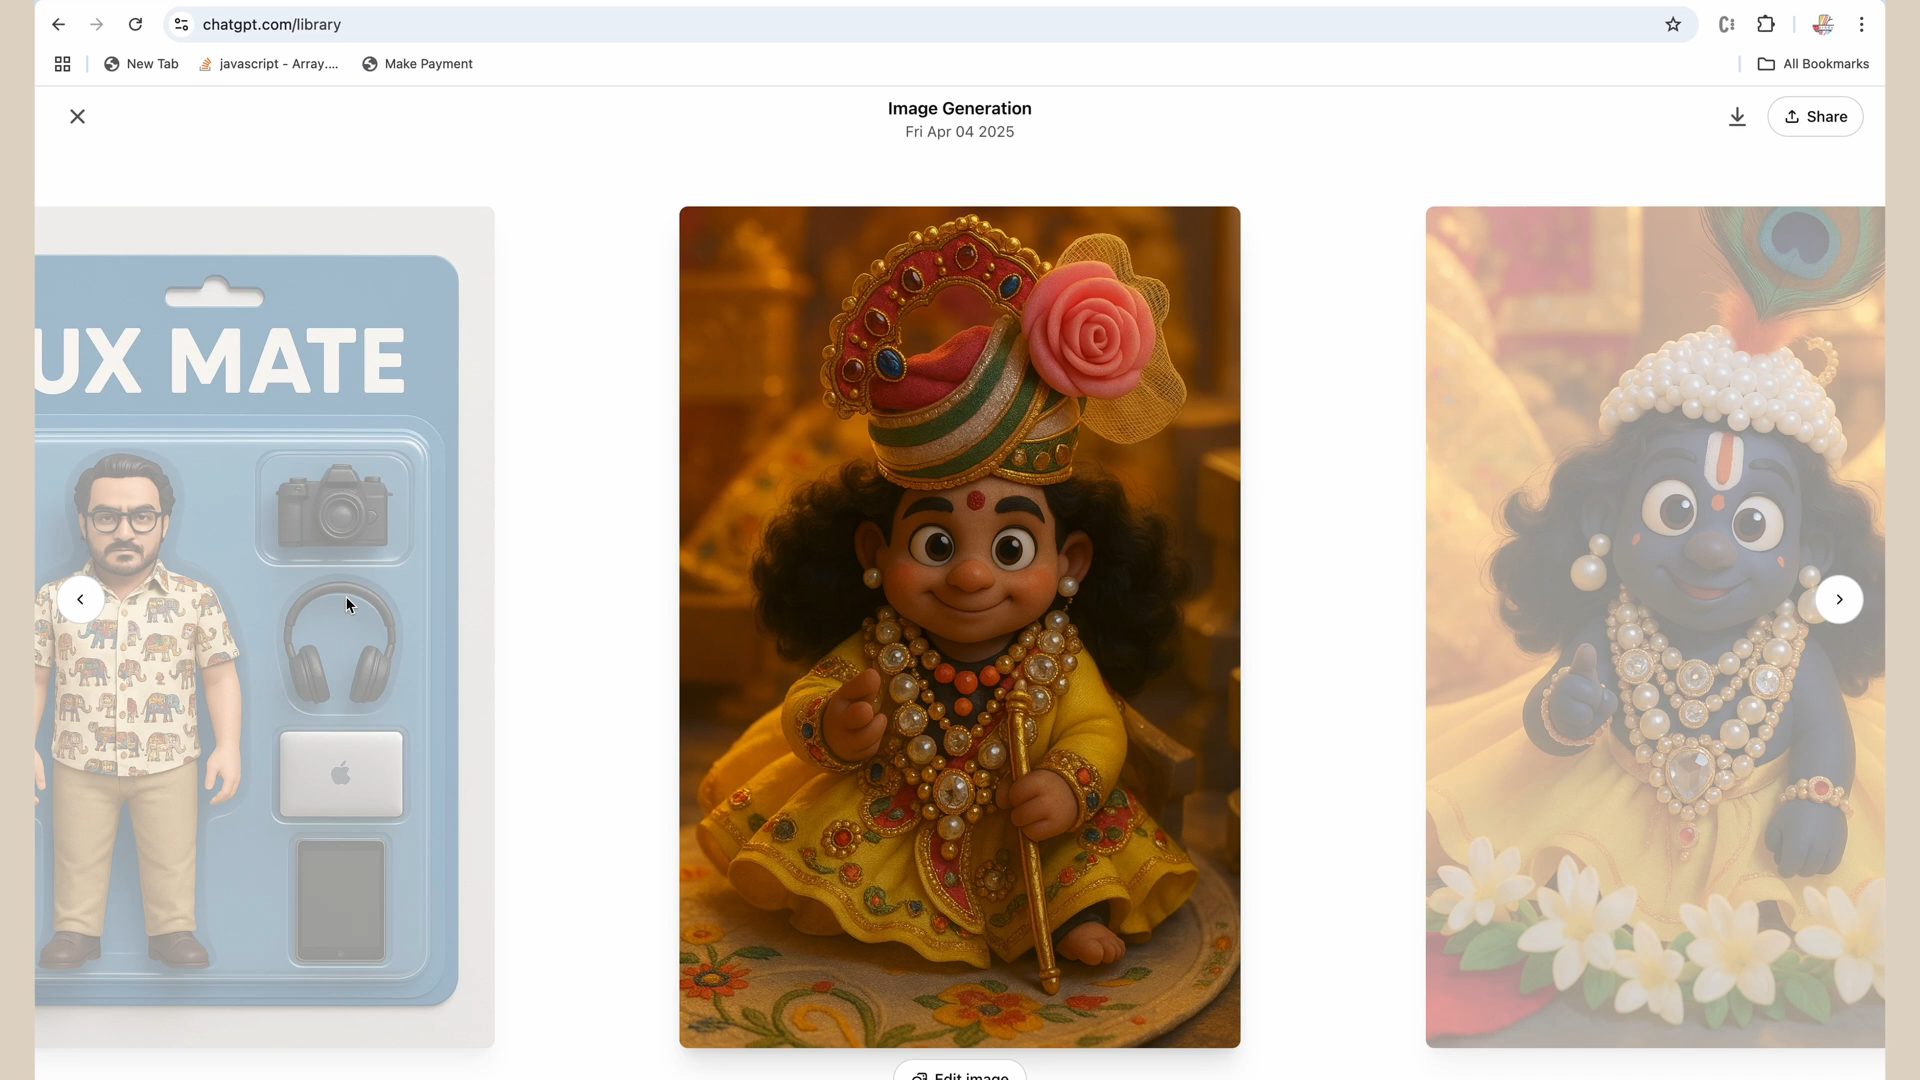 chatgpt.com/library
New Tab
javascript - Array....
Make Payment
All Bookmarks
Image Generation
Fri Apr 04 2025
Share
UX MATE
Edit image